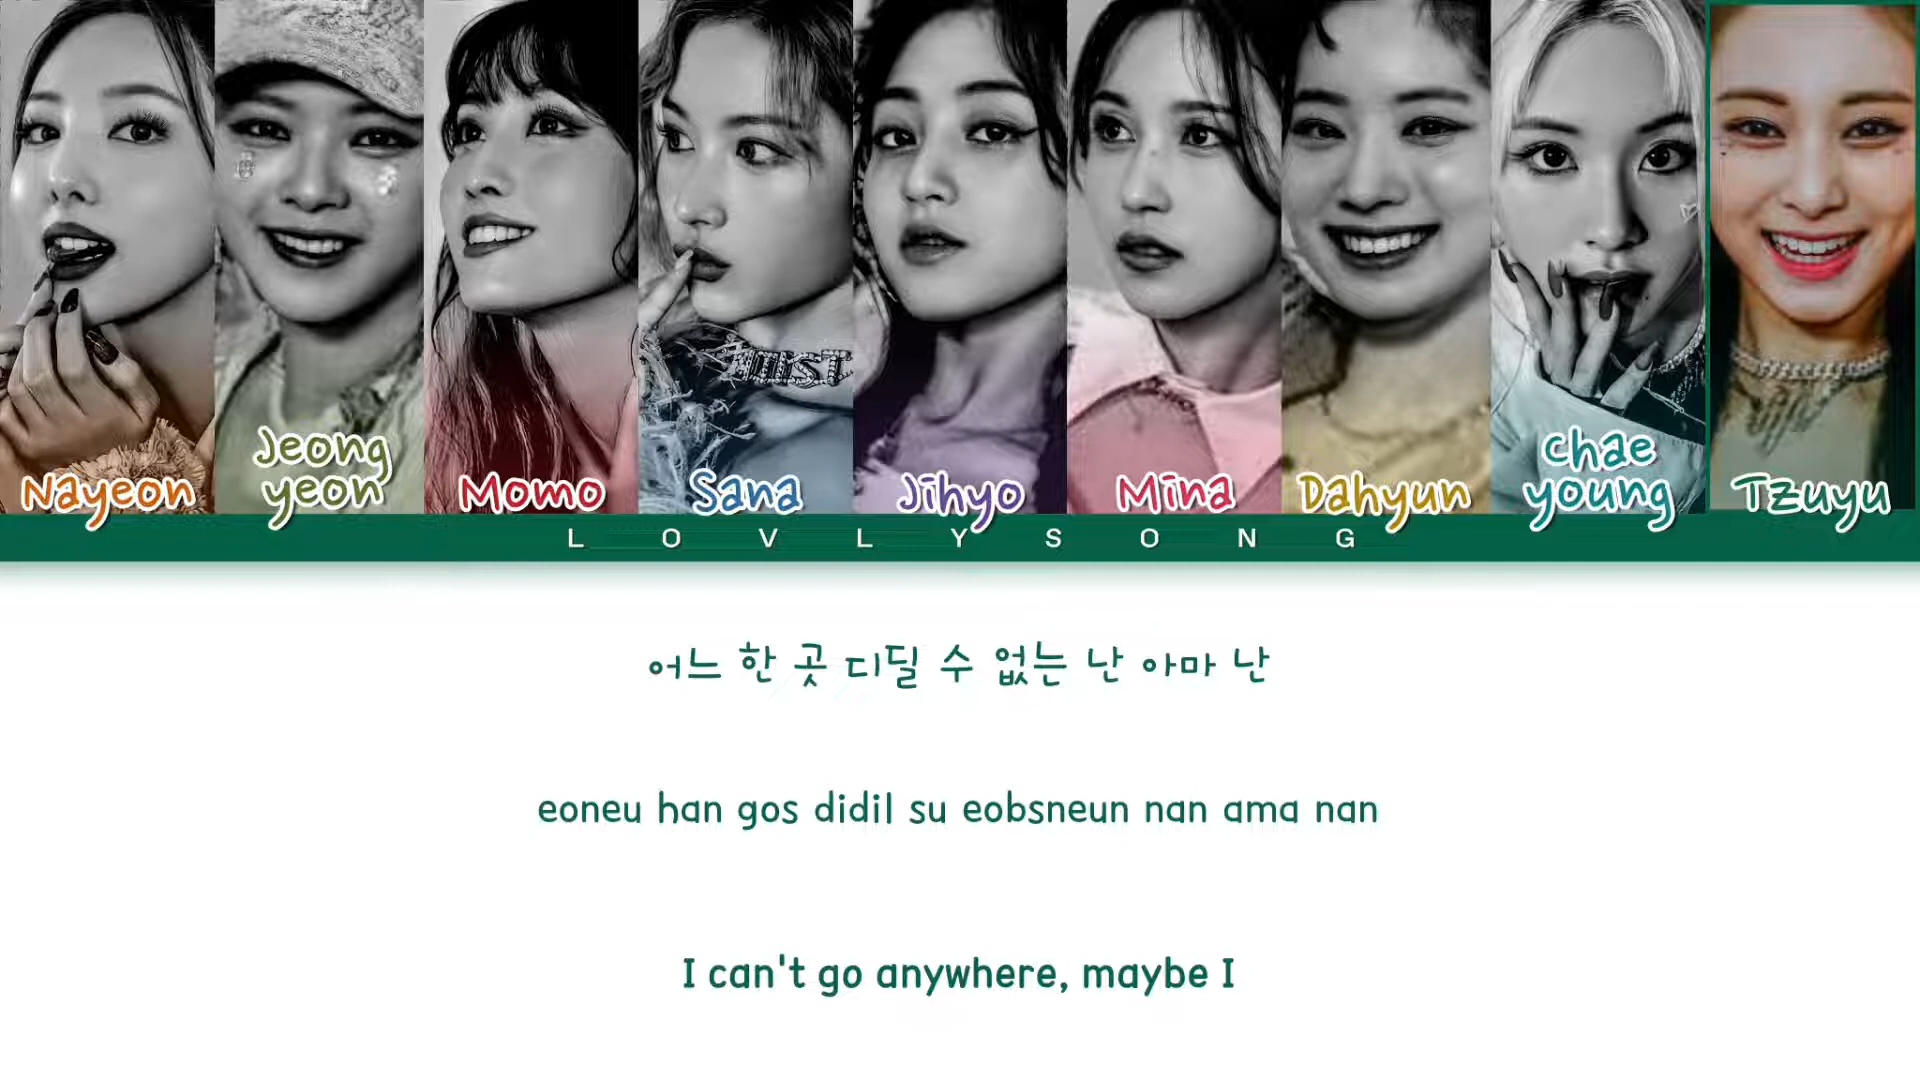 Nayeon
Jeong
yeon
Momo
Sana
Jihyo
Mina
Dahyun
chae
young
Tzuyu
L O V L Y S O N G
어느 한 곳 디딜 수 없는 난 아마 난
eoneu han gos didil su eobsneun nan ama nan
I can't go anywhere, maybe I